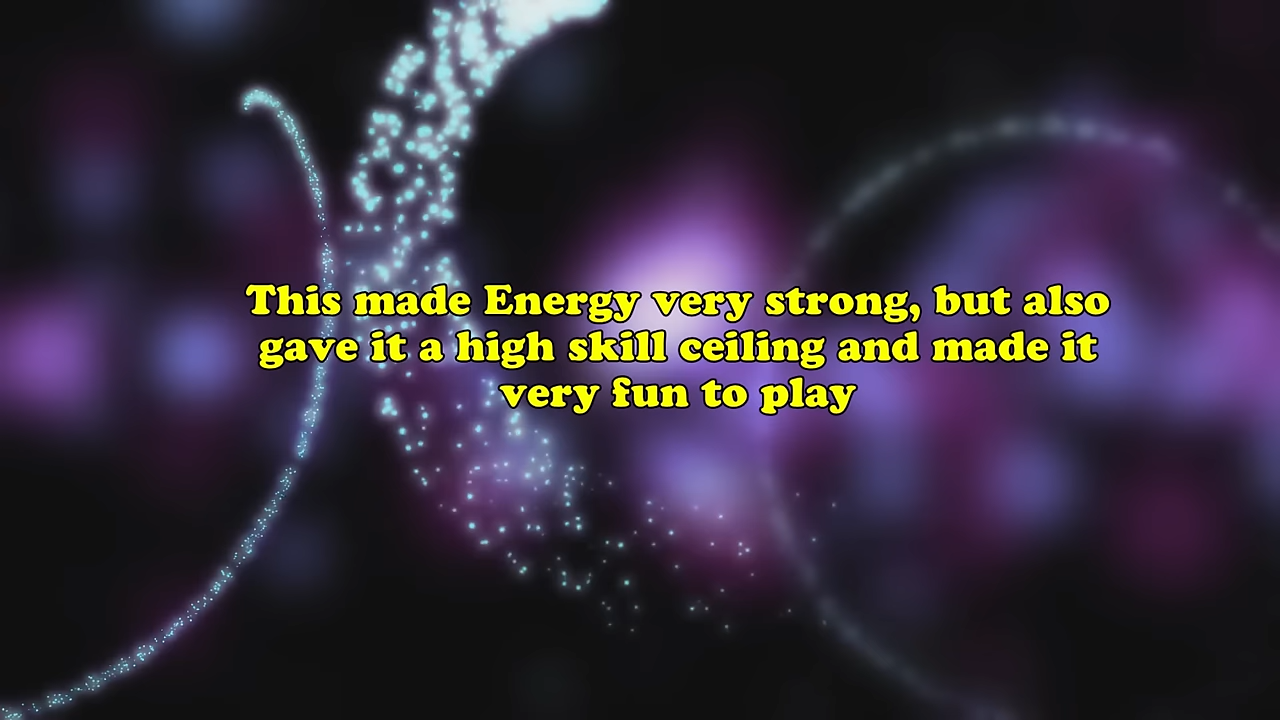 This made Energy very strong, but also
gave it a high skill ceiling and made it
very fun to play